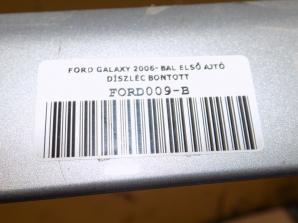 FORD GALAXY 2006- BAL ELSŐ AJTÓ
DÍSZLÉC BONTOTT
FORD009-B